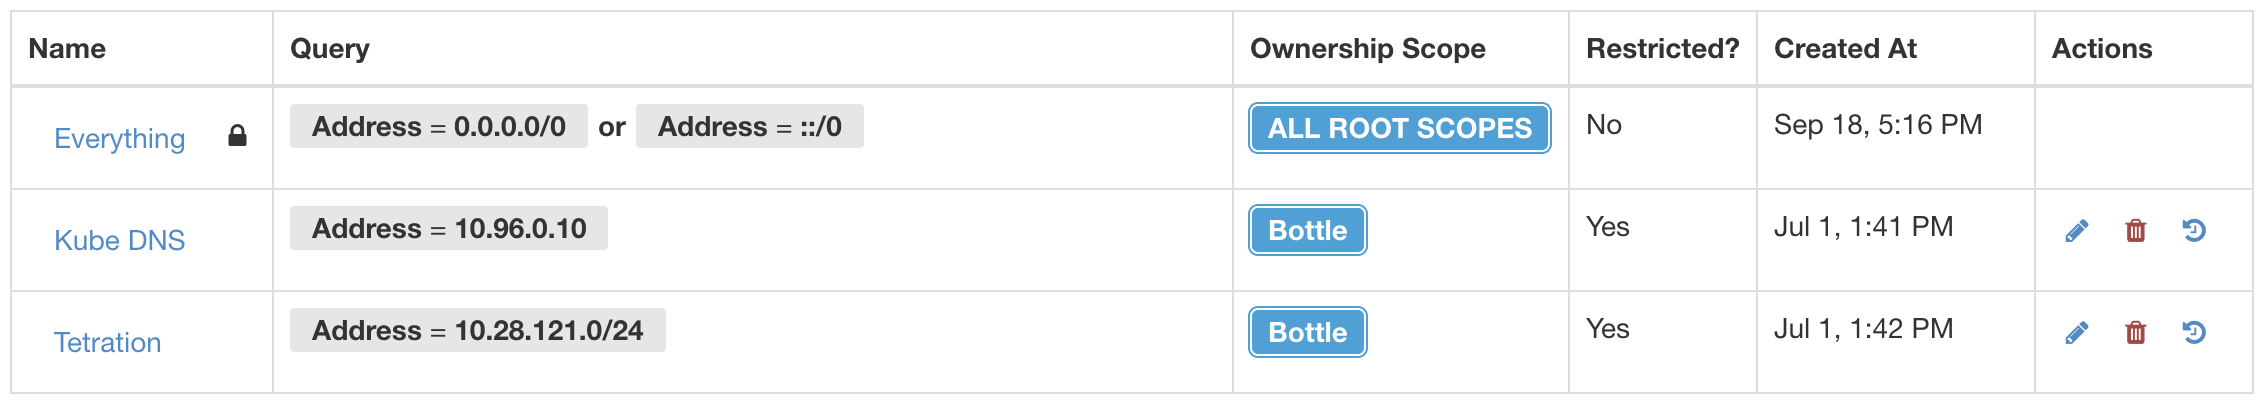 Name Query Ownership Scope Restricted? Created At Actions
Everything Address = 0.0.0.0/0 or Address = ::/0 ALL ROOT SCOPES No Sep 18, 5:16 PM
Kube DNS Address = 10.96.0.10 Bottle Yes Jul 1, 1:41 PM
Tetration Address = 10.28.121.0/24 Bottle Yes Jul 1, 1:42 PM